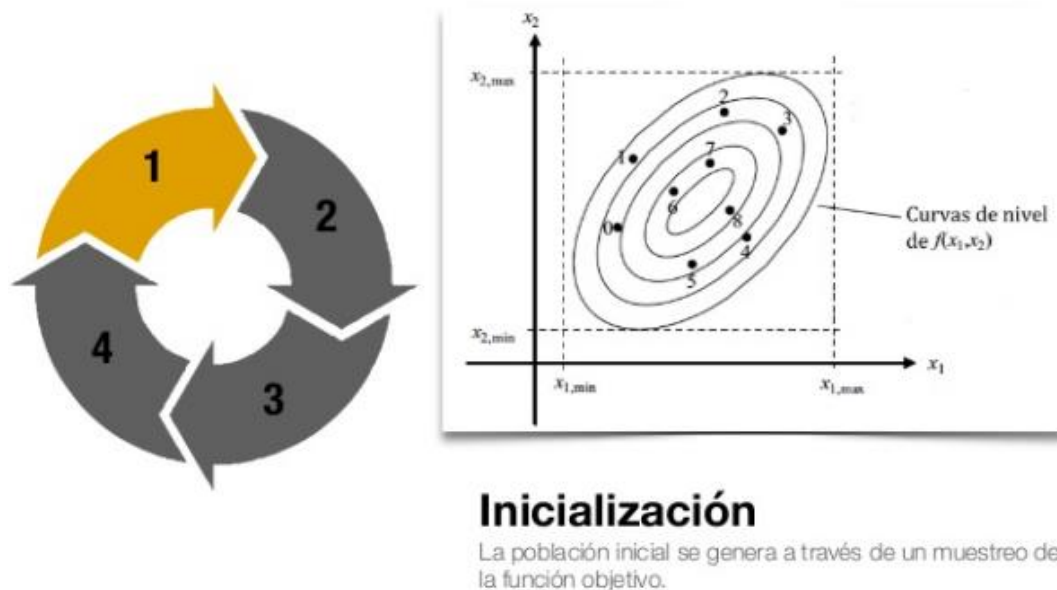 1
2
3
4
x2
x2,max
2
3
1
7
6
0
8
4
5
Curvas de nivel
de f(x1,x2)
x2,min
x1
x1,min
x1,max
Inicialización
La población inicial se genera a través de un muestreo de
la función objetivo.